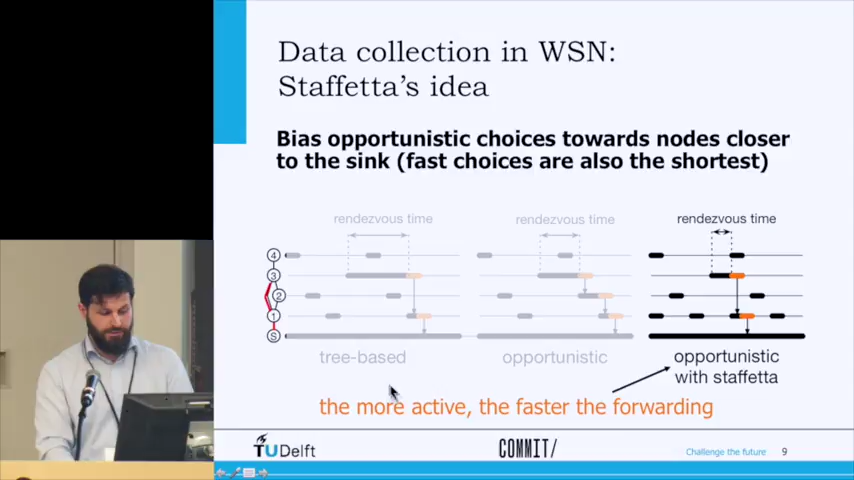 Data collection in WSN:
Staffetta's idea
Bias opportunistic choices towards nodes closer
to the sink (fast choices are also the shortest)
rendezvous time
rendezvous time
rendezvous time
4
3
2
1
S
tree-based
opportunistic
opportunistic
with staffetta
the more active, the faster the forwarding
TUDelft
COMMIT/
Challenge the future
9